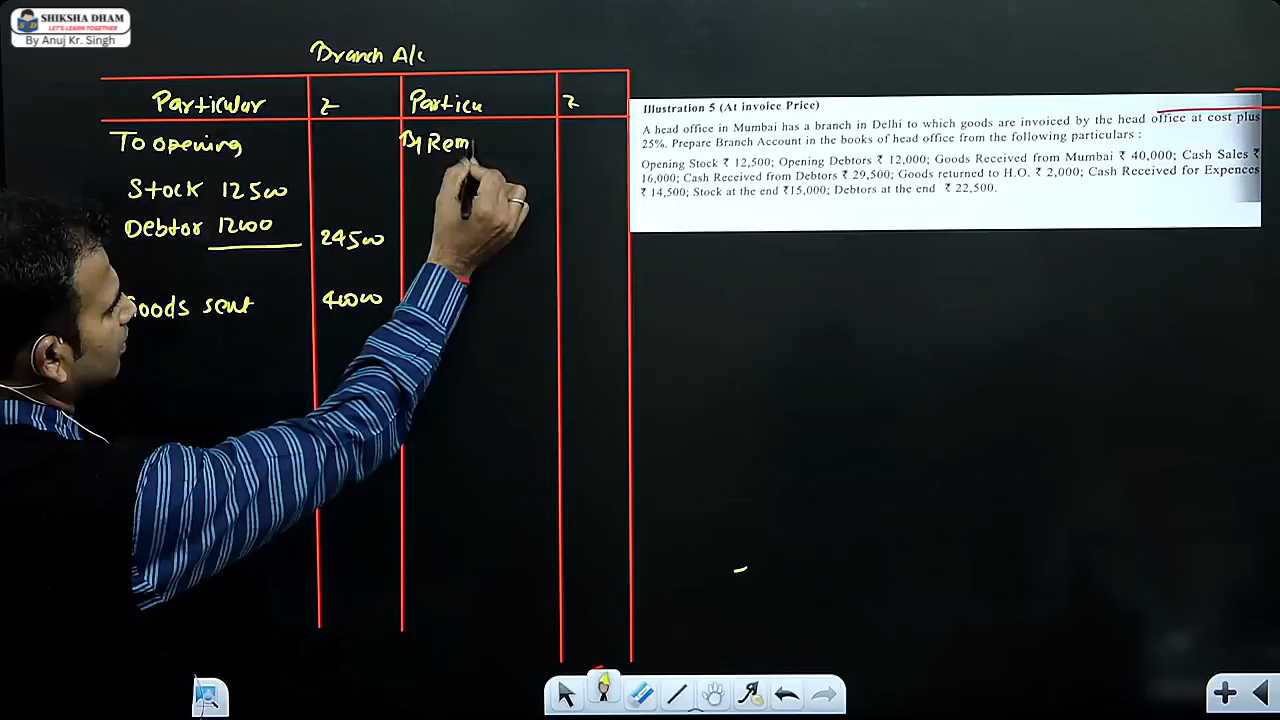 SHIKSHA DHAM
LET'S LEARN TOGETHER
By Anuj Kr. Singh
Branch A/c
Particular ₹ Particu ₹
To opening By Rem
Stock 12500
Debtor 12000 24500
Goods sent 40000
Illustration 5 (At invoice Price)
A head office in Mumbai has a branch in Delhi to which goods are invoiced by the head office at cost plus
25%. Prepare Branch Account in the books of head office from the following particulars :
Opening Stock ₹ 12,500; Opening Debtors ₹ 12,000; Goods Received from Mumbai ₹ 40,000; Cash Sales ₹
16,000; Cash Received from Debtors ₹ 29,500; Goods returned to H.O. ₹ 2,000; Cash Received for Expences
₹ 14,500; Stock at the end ₹15,000; Debtors at the end ₹ 22,500.